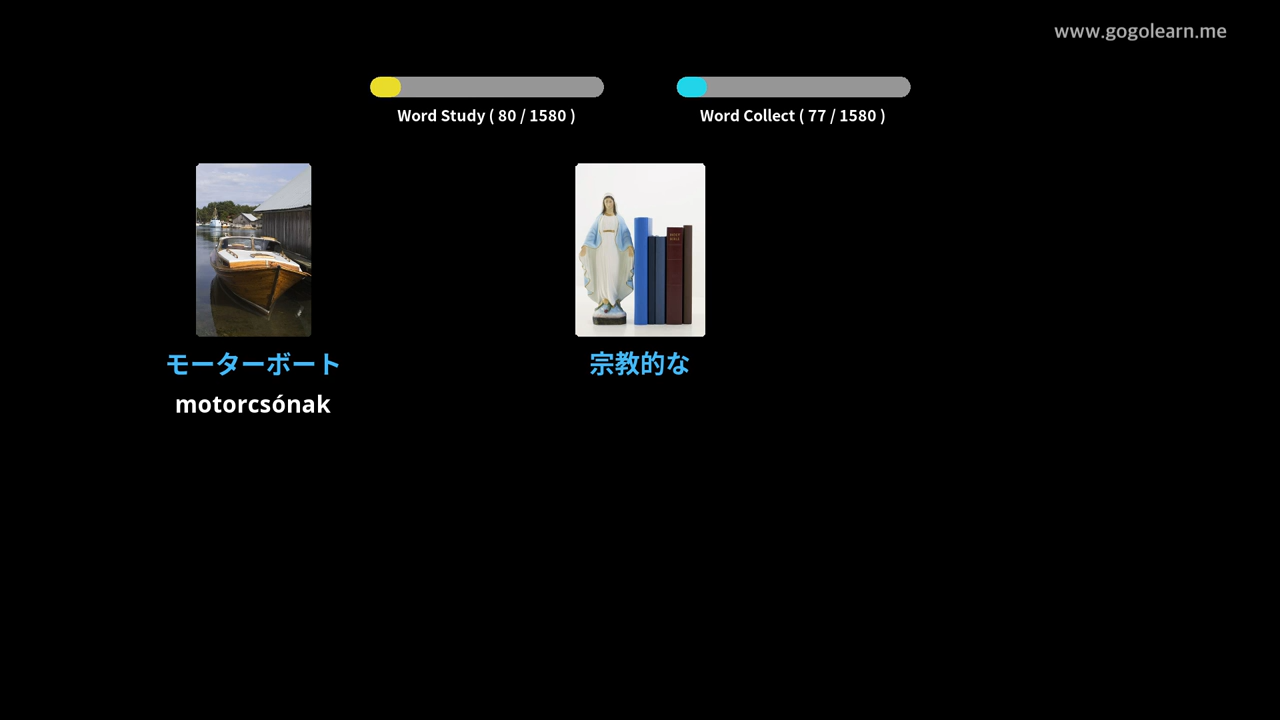 www.gogolearn.me
Word Study ( 80 / 1580 )
Word Collect ( 77 / 1580 )
モーターボート
宗教的な
motorcsónak